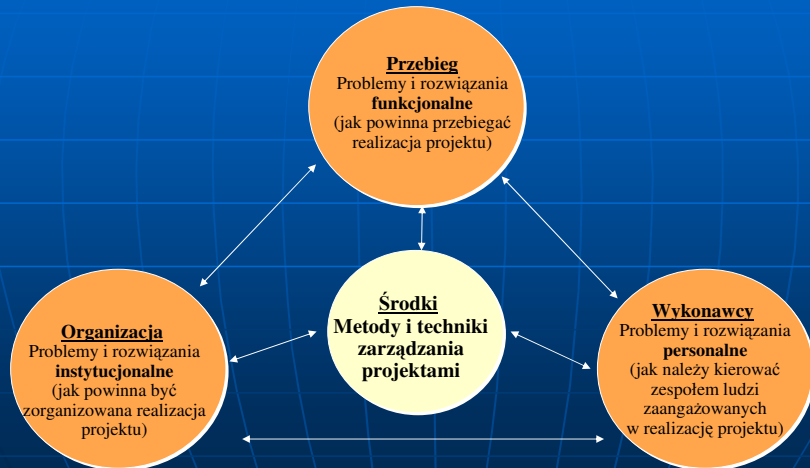 Przebieg
Problemy i rozwiązania
funkcjonalne
(jak powinna przebiegać
realizacja projektu)
Środki
Metody i techniki
zarządzania
projektami
Organizacja
Problemy i rozwiązania
instytucjonalne
(jak powinna być
zorganizowana realizacja
projektu)
Wykonawcy
Problemy i rozwiązania
personalne
(jak należy kierować
zespołem ludzi
zaangażowanych
w realizację projektu)